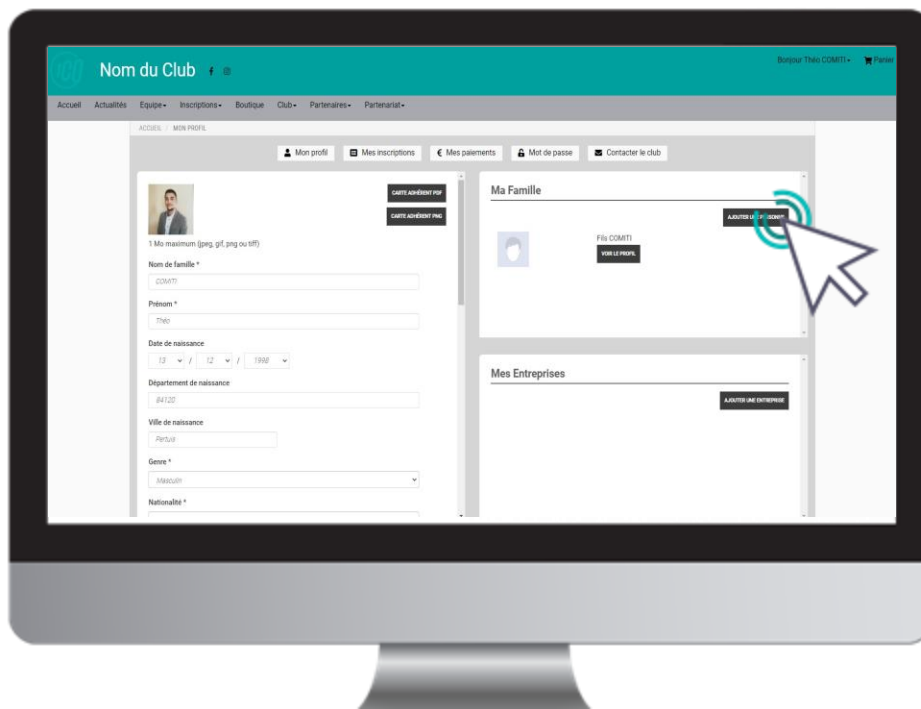 Nom du Club
Bonjour Théo COMITI
Panier
Accueil Actualités Equipe Inscriptions Boutique Club Partenaires Partenariat
ACCUEIL / MON PROFIL
Mon profil Mes inscriptions € Mes paiements Mot de passe Contacter le club
CARTE ADHÉRENT PDF
CARTE ADHÉRENT PNG
1 Mo maximum (jpeg, gif, png ou tiff)
Nom de famille *
COMITI
Prénom *
Théo
Date de naissance
13 / 12 / 1998
Département de naissance
84120
Ville de naissance
Pertuis
Genre *
Masculin
Nationalité *
Ma Famille
AJOUTER UNE
Fils COMITI
VOIR LE PROFIL
Mes Entreprises
AJOUTER UNE ENTREPRISE